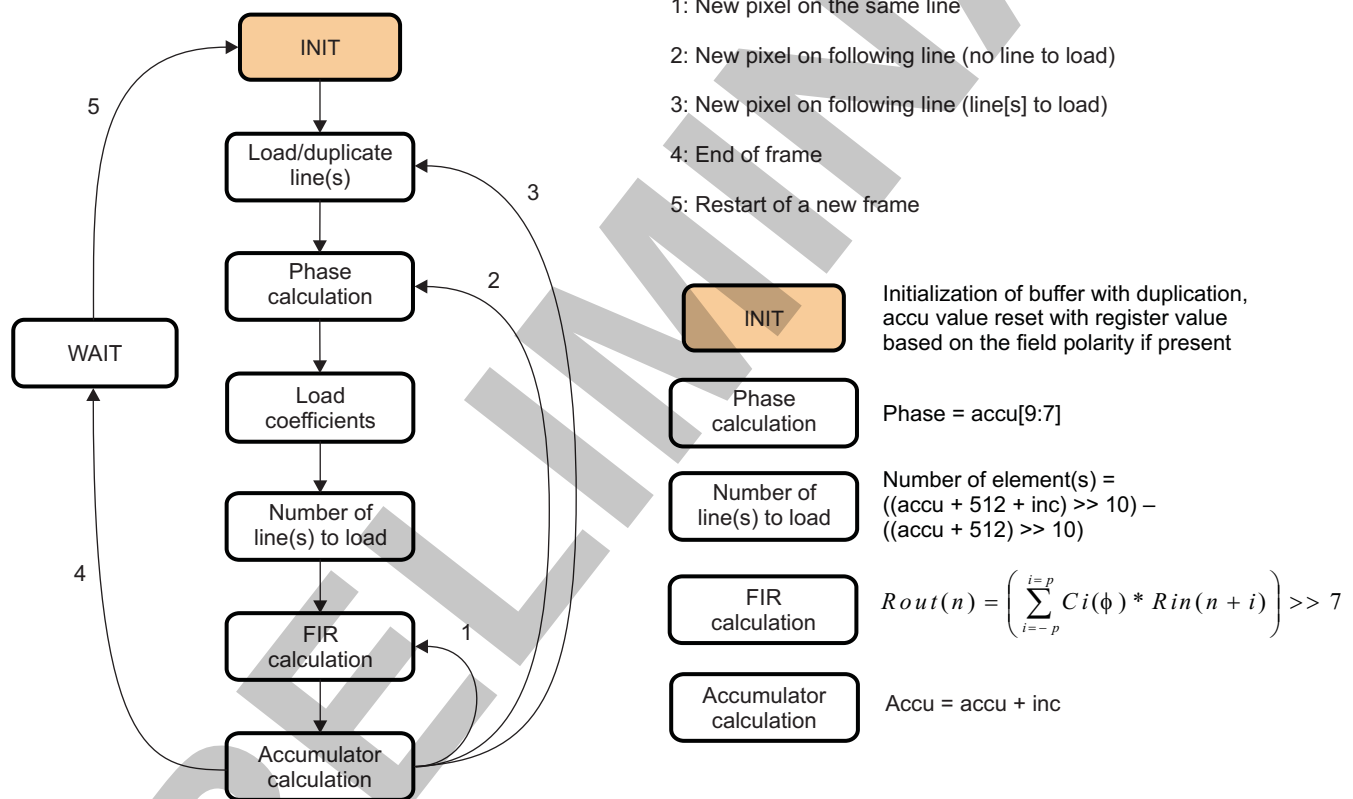 INIT
5
Load/duplicate
line(s)
3
Phase
calculation
2
WAIT
Load
coefficients
Number of
line(s) to load
4
FIR
calculation
1
Accumulator
calculation
1: New pixel on the same line
2: New pixel on following line (no line to load)
3: New pixel on following line (line[s] to load)
4: End of frame
5: Restart of a new frame
INIT
Initialization of buffer with duplication,
accu value reset with register value
based on the field polarity if present
Phase
calculation
Phase = accu[9:7]
Number of
line(s) to load
Number of element(s) =
((accu + 512 + inc) >> 10) –
((accu + 512) >> 10)
FIR
calculation
Rout(n) = ( ∑ i=-p i=p Ci(ϕ) * Rin(n + i) ) >> 7
Accumulator
calculation
Accu = accu + inc